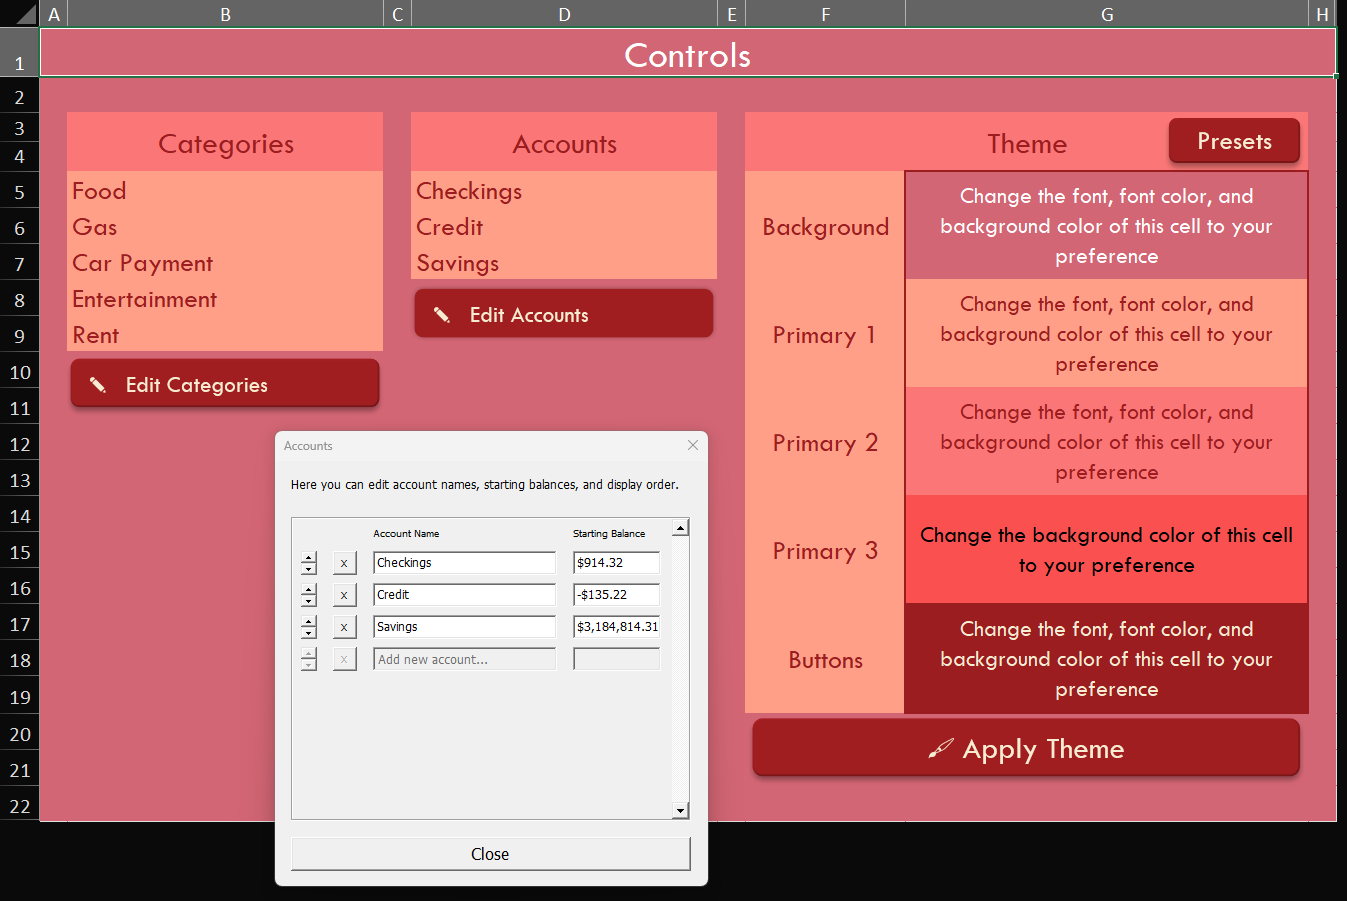 A B C D E F G H
1 Controls
2
3
4
Categories
Accounts
Theme
Presets
5
6
7
8
9
10
11
12
13
14
15
16
17
18
19
20
21
22
Food
Gas
Car Payment
Entertainment
Rent
Edit Categories
Checkings
Credit
Savings
Edit Accounts
Background
Change the font, font color, and
background color of this cell to your
preference
Primary 1
Change the font, font color, and
background color of this cell to your
preference
Primary 2
Change the font, font color, and
background color of this cell to your
preference
Primary 3
Change the background color of this cell
to your preference
Buttons
Change the font, font color, and
background color of this cell to your
preference
Apply Theme
Accounts
Here you can edit account names, starting balances, and display order.
Account Name Starting Balance
x Checkings $914.32
x Credit -$135.22
x Savings $3,184,814.31
x Add new account...
Close